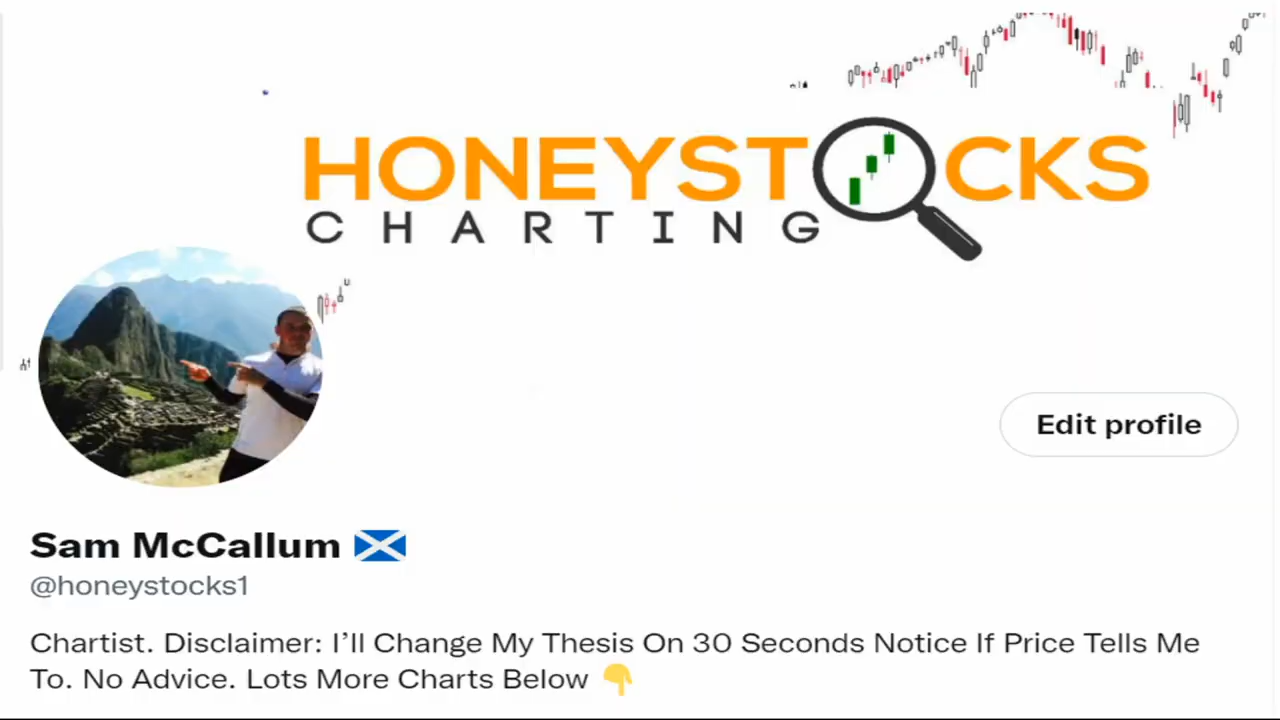 HONEYSTOCKS
CHARTING
Edit profile
Sam McCallum
@honeystocks1
Chartist. Disclaimer: I’ll Change My Thesis On 30 Seconds Notice If Price Tells Me
To. No Advice. Lots More Charts Below